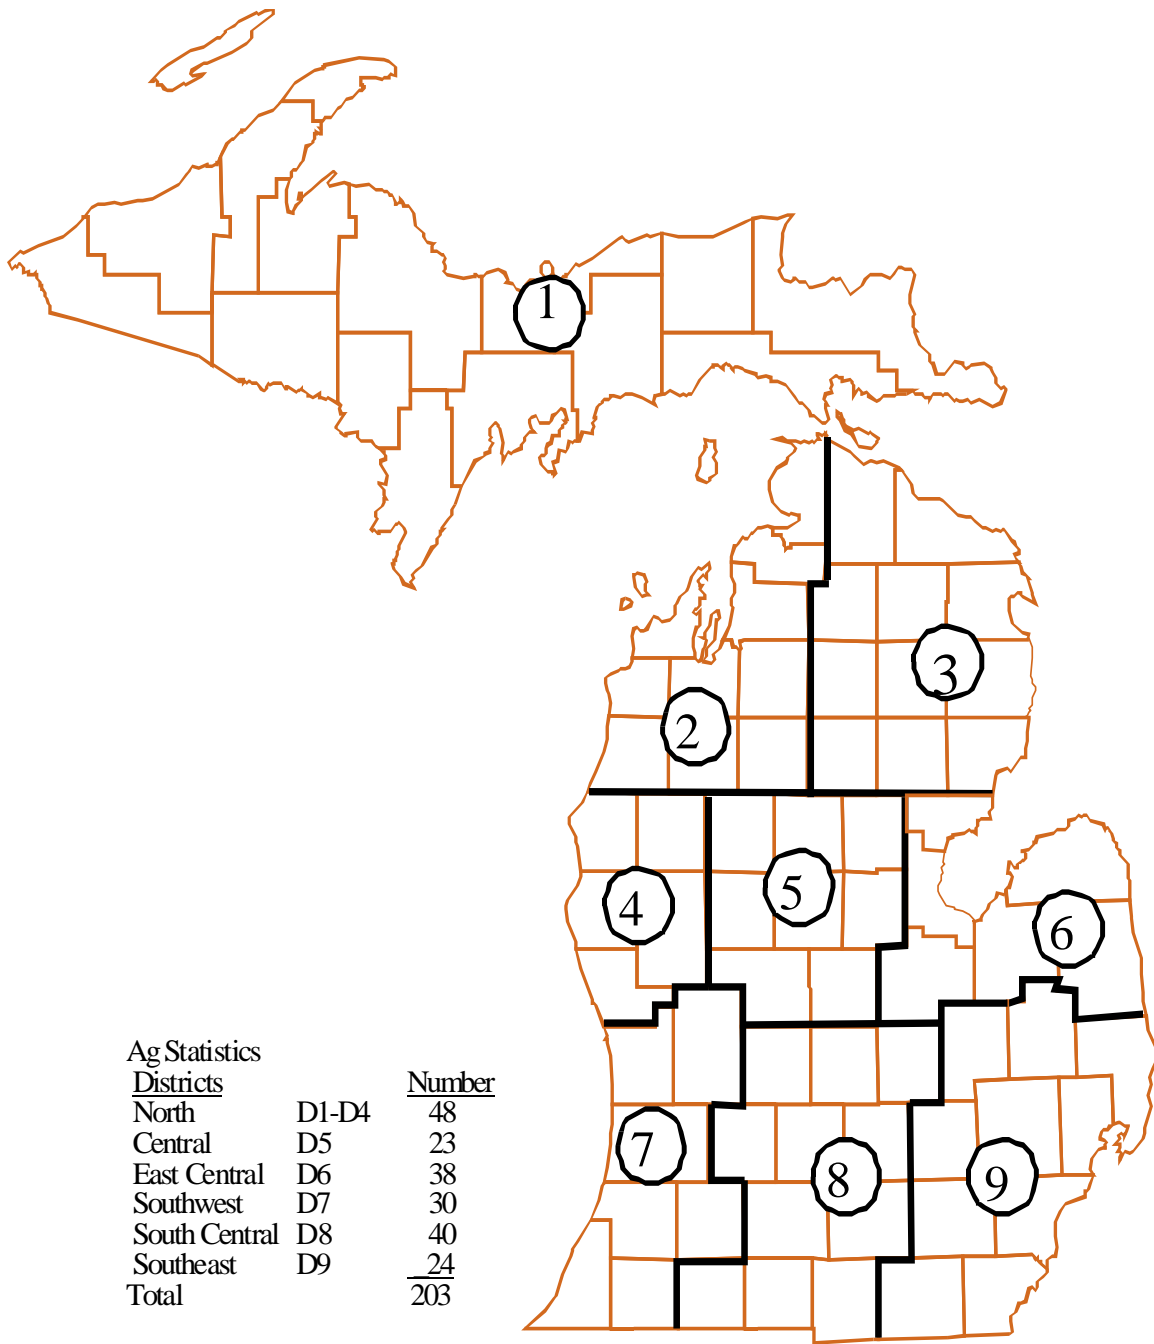 1
2
3
4
5
6
7
8
9
Ag Statistics
Districts Number
North D1-D4 48
Central D5 23
East Central D6 38
Southwest D7 30
South Central D8 40
Southeast D9 24
Total 203